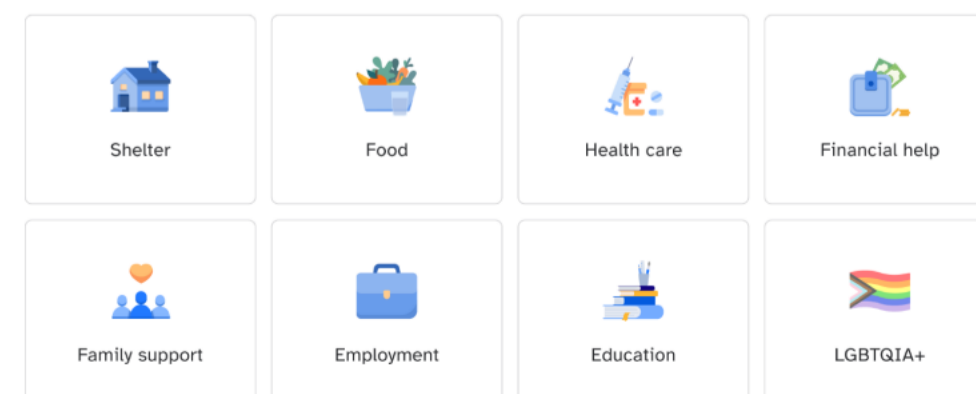 Shelter
Food
Health care
Financial help
Family support
Employment
Education
LGBTQIA+